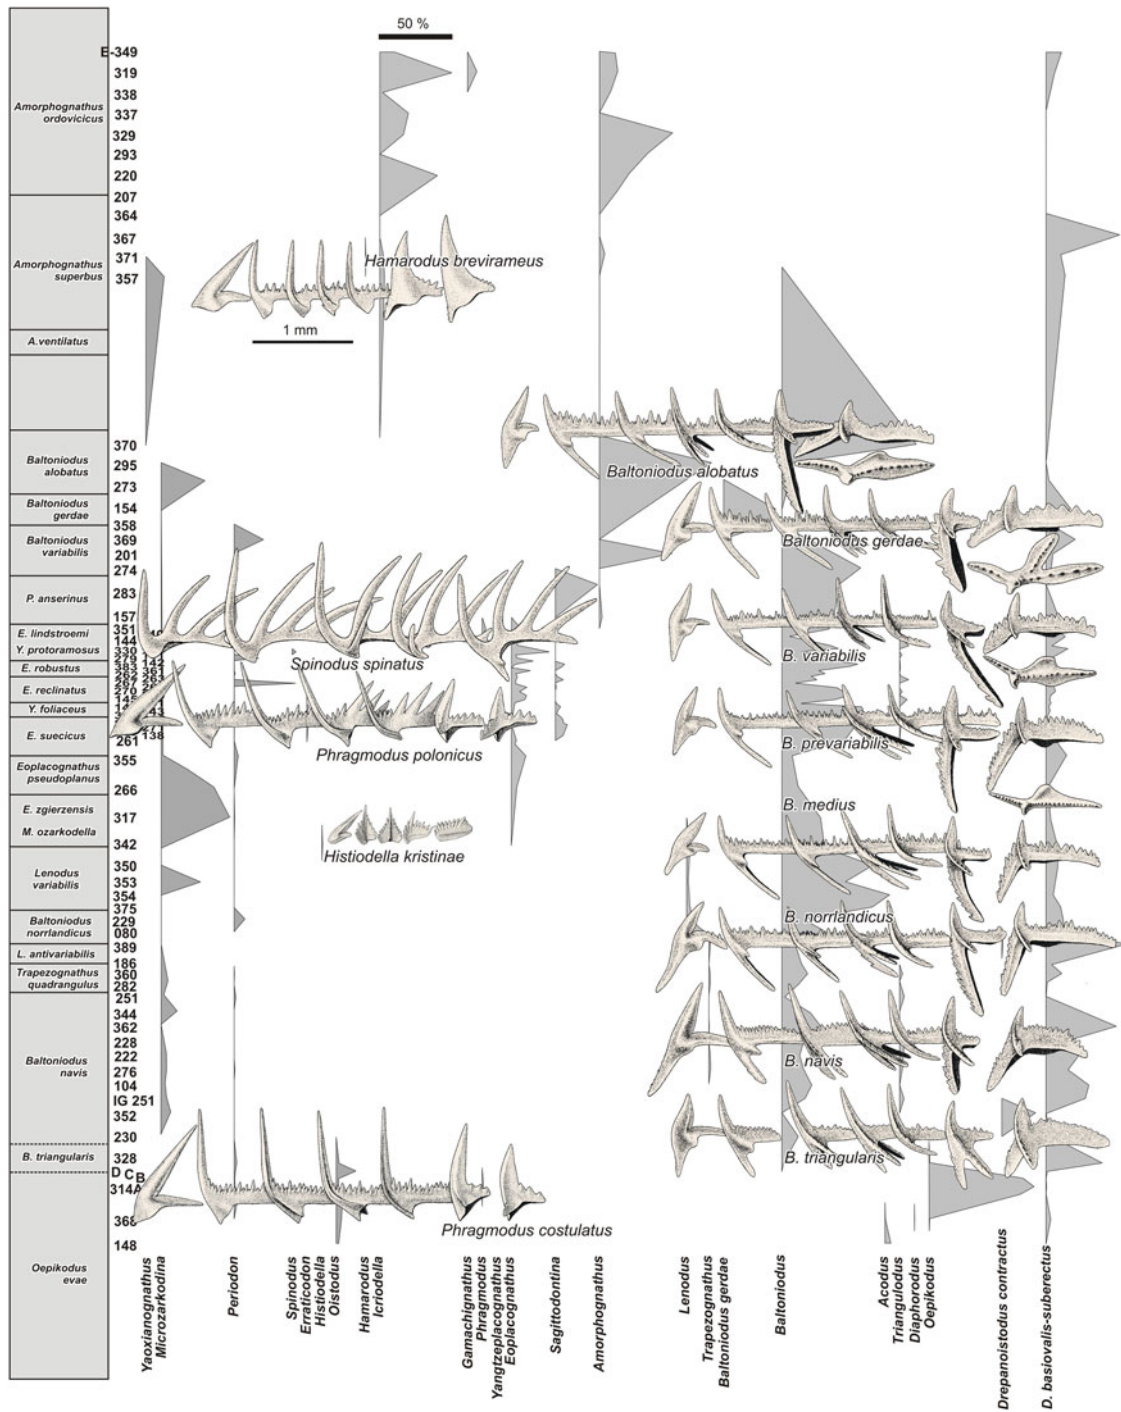 50 %
E-349
319
338
337
329
293
220
207
364
367
371
357
Amorphognathus
ordovicicus
Amorphognathus
superbus
A.ventilatus
Hamarodus brevirameus
1 mm
370
295
273
154
358
369
201
274
283
157
351
144
330
Baltoniodus
alobatus
Baltoniodus
gerdae
Baltoniodus
variabilis
P. anserinus
E. lindstroemi
Y. protoramosus
E. robustus
E. reclinatus
Y. foliaceus
E. suecicus
Baltoniodus alobatus
Baltoniodus gerdae
Spinodus spinatus
B. variabilis
Phragmodus polonicus
B. prevariabilis
261
138
355
266
317
342
350
353
354
375
229
080
389
186
360
282
251
344
362
228
222
276
104
IG 251
352
230
328
D C B
314A
368
148
Eoplacognathus
pseudoplanus
E. zgierzensis
M. ozarkodella
Lenodus
variabilis
Baltoniodus
norrlandicus
L. antivariabilis
Trapezognathus
quadrangulus
Baltoniodus
navis
B. triangularis
Oepikodus
evae
B. medius
Histiodella kristinae
B. norrlandicus
B. navis
B. triangularis
Phragmodus costulatus
Yaoxianognathus
Microzarkodina
Periodon
Spinodus
Erraticodon
Histiodella
Oistodus
Hamarodus
Icriodella
Gamachignathus
Phragmodus
Yangtzeplacognathus
Eoplacognathus
Sagittodontina
Amorphognathus
Lenodus
Trapezognathus
Baltoniodus gerdae
Baltoniodus
Acodus
Triangulodus
Diaphorodus
Oepikodus
Drepanoistodus contractus
D. basiovalis-suberectus